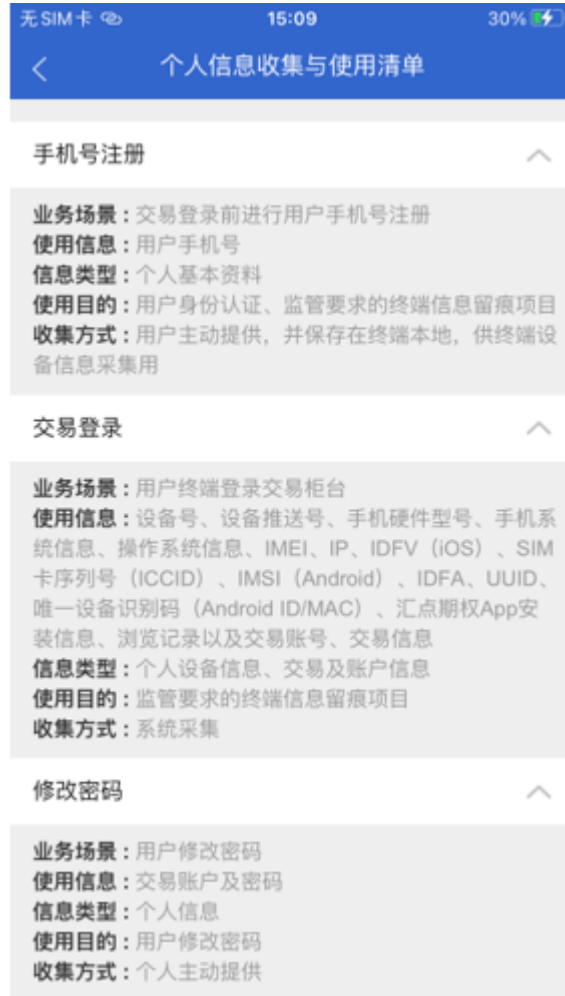 无SIM卡
15:09
30%
个人信息收集与使用清单
手机号注册
业务场景：交易登录前进行用户手机号注册
使用信息：用户手机号
信息类型：个人基本资料
使用目的：用户身份认证、监管要求的终端信息留痕项目
收集方式：用户主动提供，并保存在终端本地，供终端设
备信息采集用
交易登录
业务场景：用户终端登录交易柜台
使用信息：设备号、设备推送号、手机硬件型号、手机系
统信息、操作系统信息、IMEI、IP、IDFV（iOS）、SIM
卡序列号（ICCID）、IMSI（Android）、IDFA、UUID、
唯一设备识别码（Android ID/MAC）、汇点期权App安
装信息、浏览记录以及交易账号、交易信息
信息类型：个人设备信息、交易及账户信息
使用目的：监管要求的终端信息留痕项目
收集方式：系统采集
修改密码
业务场景：用户修改密码
使用信息：交易账户及密码
信息类型：个人信息
使用目的：用户修改密码
收集方式：个人主动提供